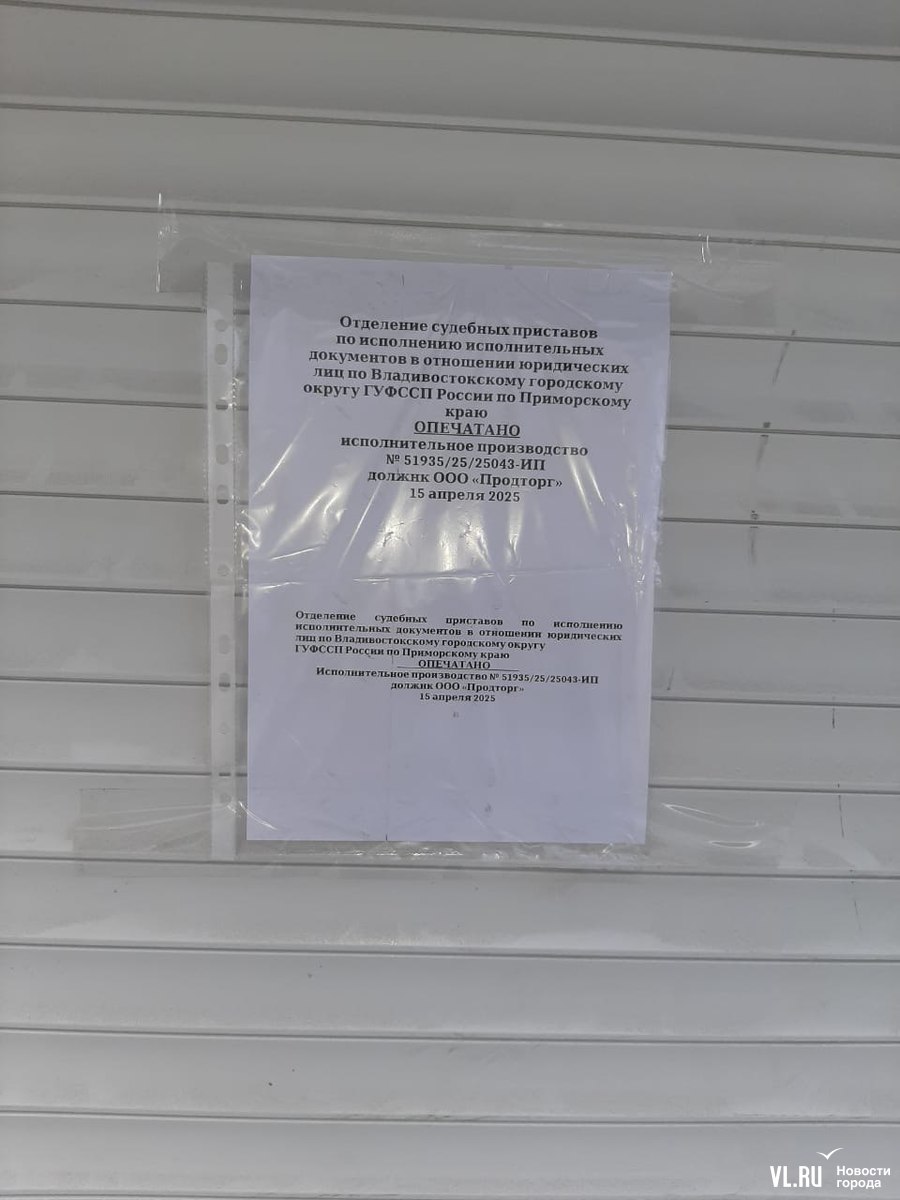 Отделение судебных приставов
по исполнению исполнительных
документов в отношении юридических
лиц по Владивостокскому городскому
округу ГУФССП России по Приморскому
краю
ОПЕЧАТАНО
исполнительное производство
№ 51935/25/25043-ИП
должнк ООО «Продторг»
15 апреля 2025
Отделение судебных приставов по исполнению
исполнительных документов в отношении юридических
лиц по Владивостокскому городскому округу
ГУФССП России по Приморскому краю
ОПЕЧАТАНО
Исполнительное производство № 51935/25/25043-ИП
должнк ООО «Продторг»
15 апреля 2025
VL.RU Новости
города